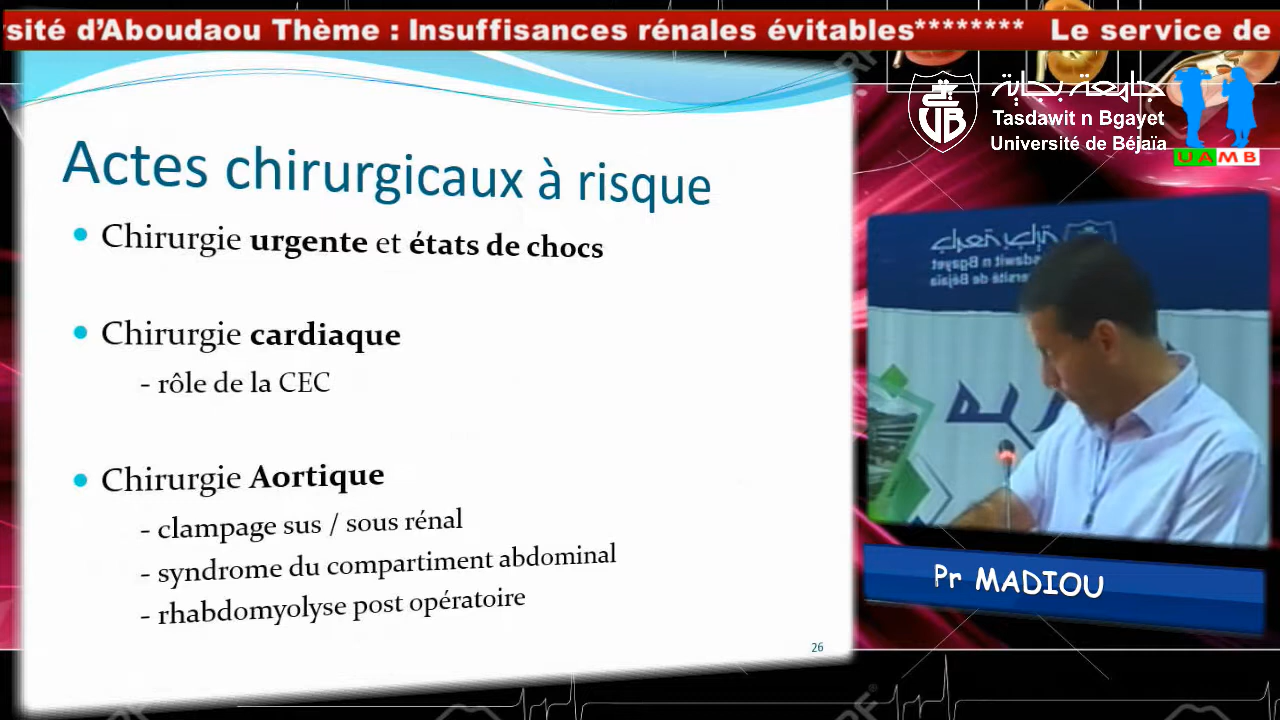 sité d’Aboudaou Thème : Insuffisances rénales évitables******** Le service de
جامعة بجاية
Tasdawit n Bgayet
Université de Béjaïa
UAMB
Actes chirurgicaux à risque
Chirurgie urgente et états de chocs
Chirurgie cardiaque
- rôle de la CEC
Chirurgie Aortique
- clampage sus / sous rénal
- syndrome du compartiment abdominal
- rhabdomyolyse post opératoire
26
Pr MADIOU